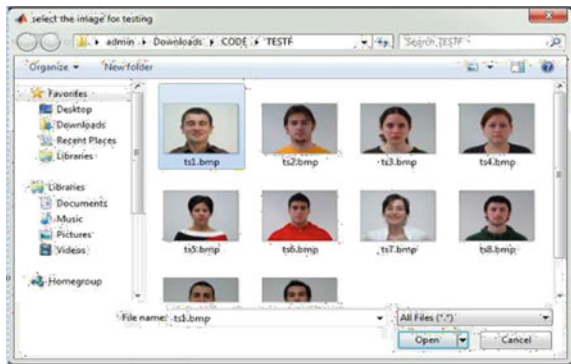 select the image for testing
admin Downloads CODE TESTF
Search TESTF
Organize New folder
Favorites
Desktop
Downloads
Recent Places
Libraries
Libraries
Documents
Music
Pictures
Videos
Homegroup
ts1.bmp ts2.bmp ts3.bmp ts4.bmp
ts5.bmp ts6.bmp ts7.bmp ts8.bmp
File name: ts1.bmp All Files (*.*)
Open Cancel